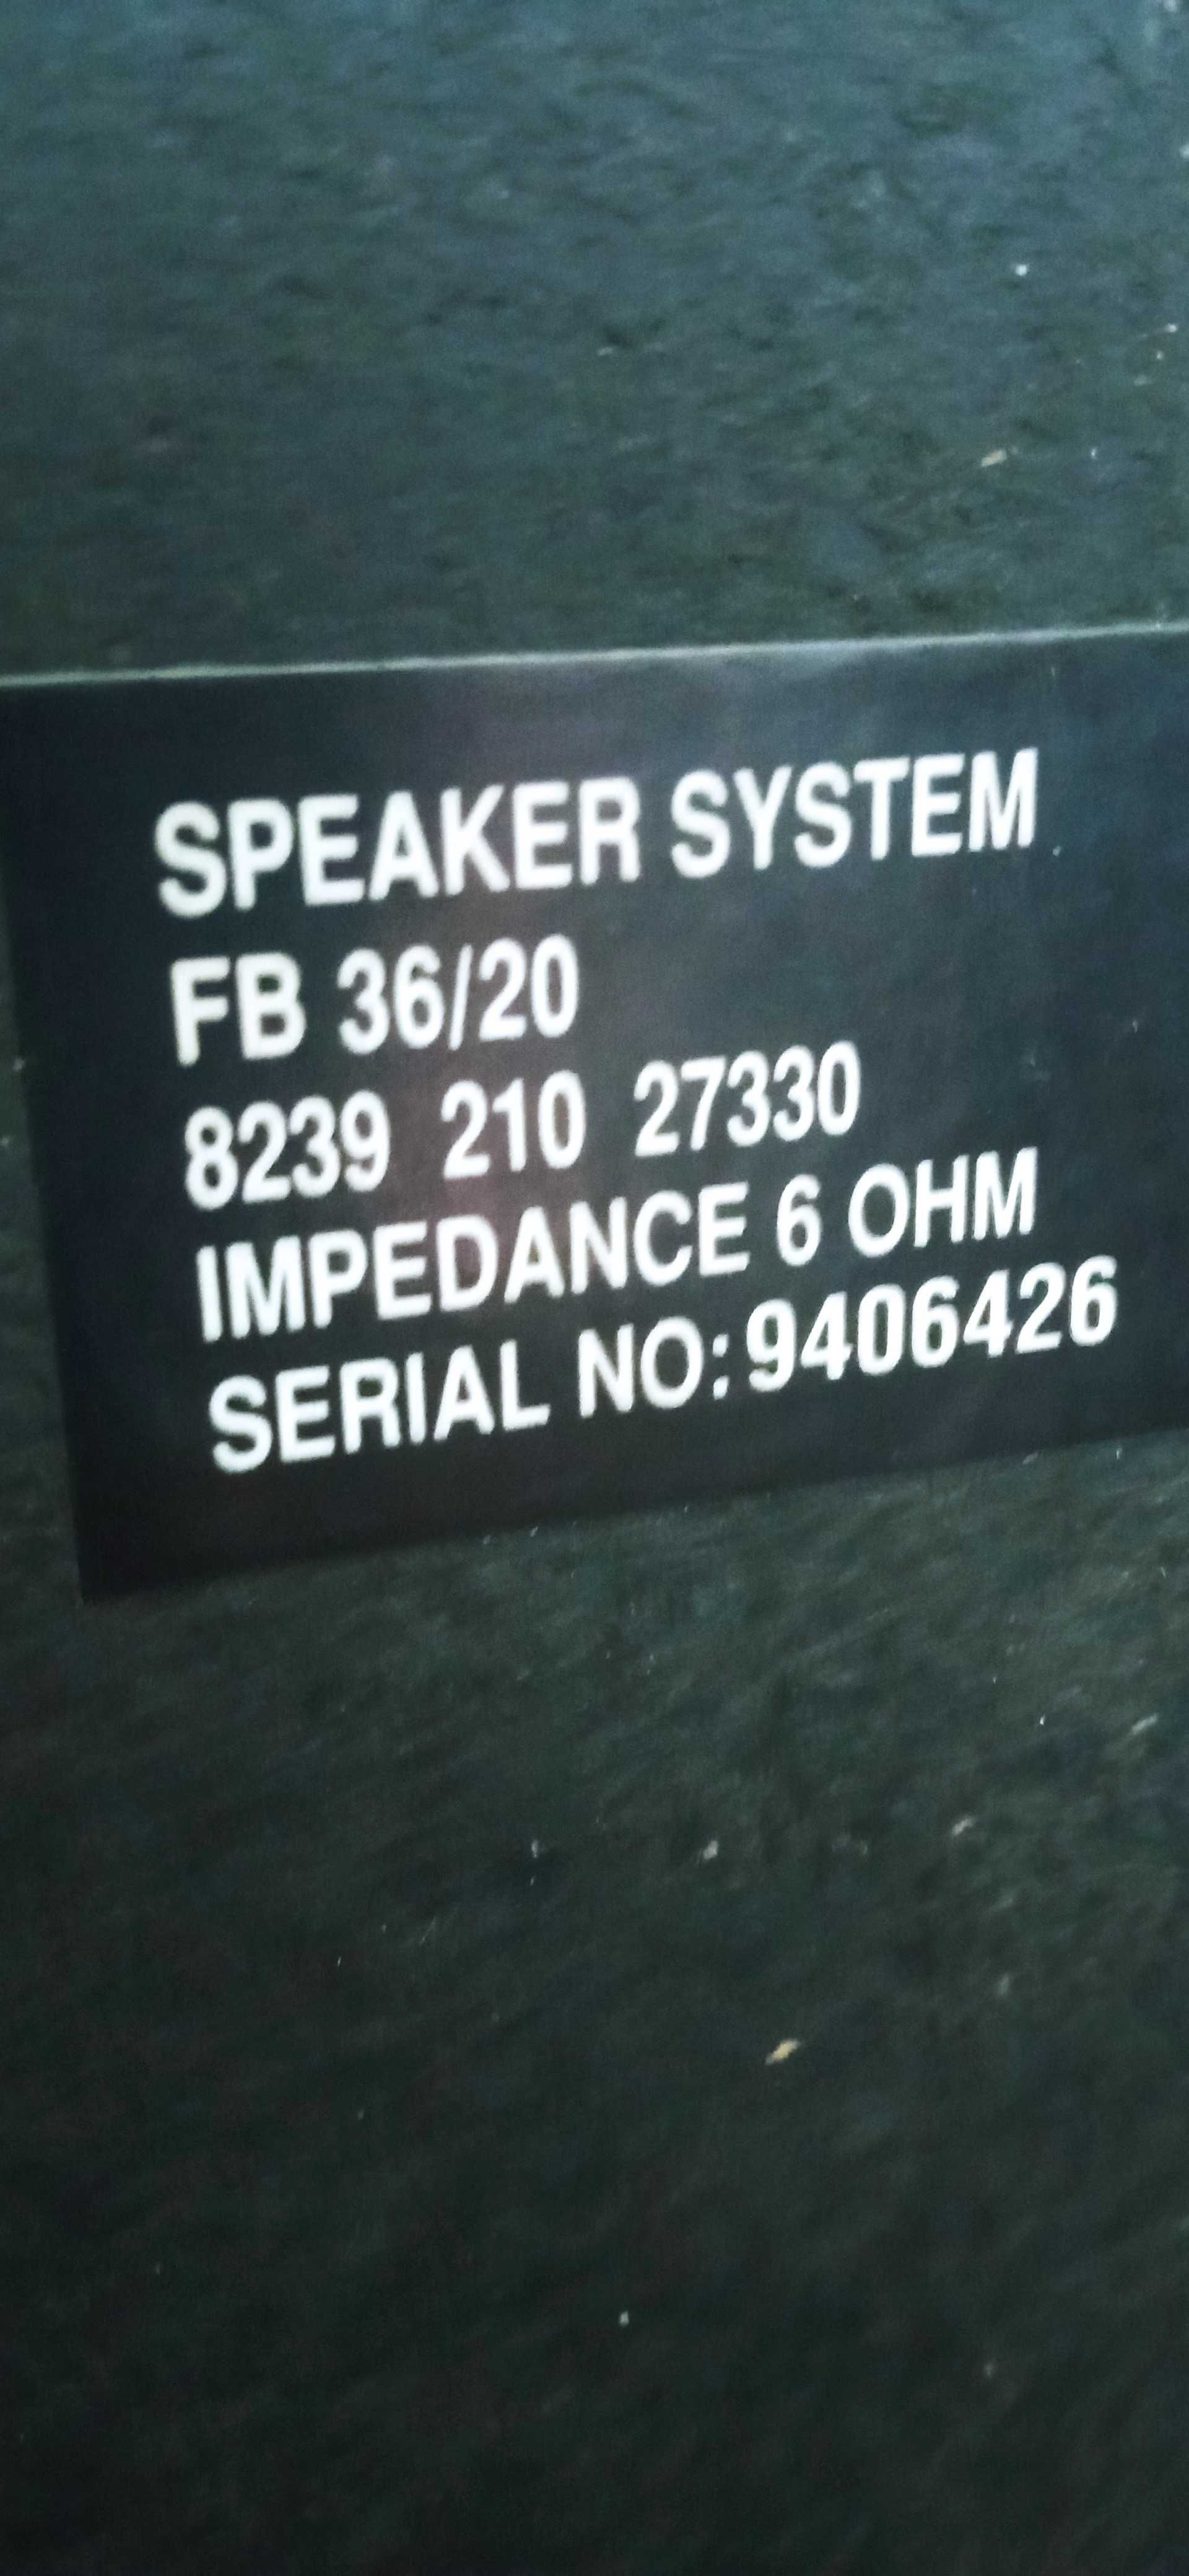 SPEAKER SYSTEM
FB 36/20
8239 210 27330
IMPEDANCE 6 OHM
SERIAL NO:9406426